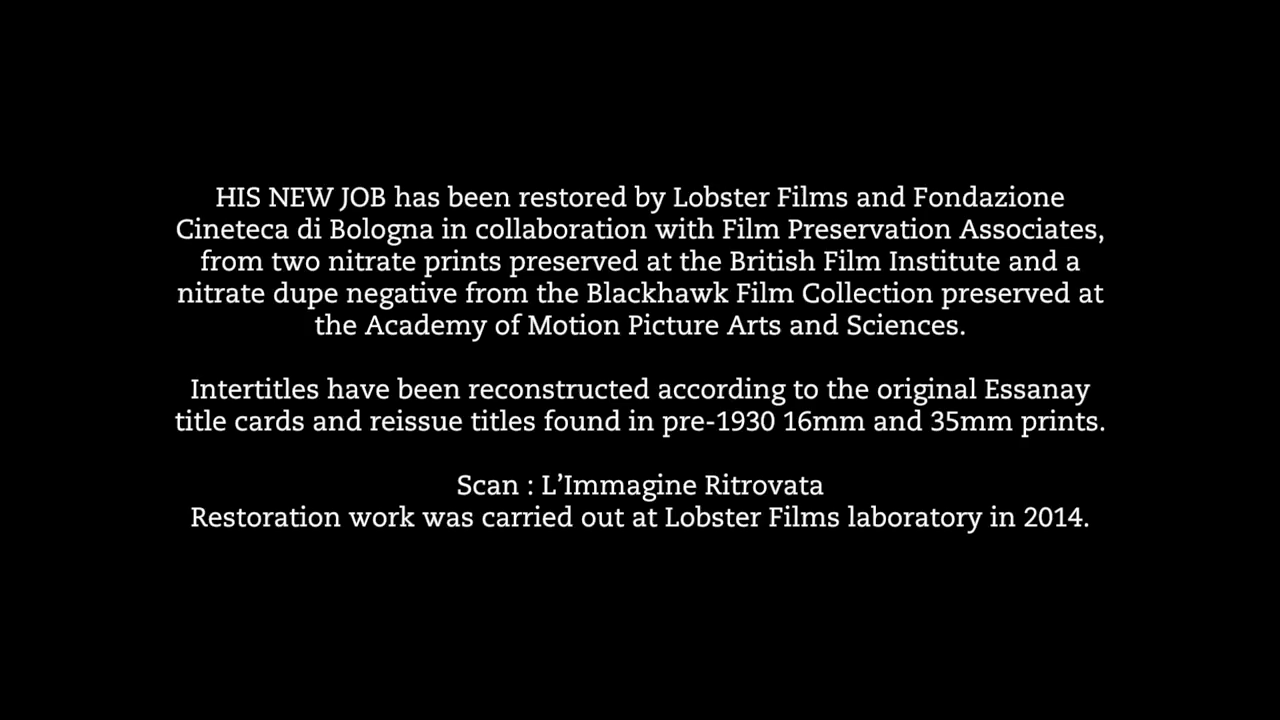 HIS NEW JOB has been restored by Lobster Films and Fondazione
Cineteca di Bologna in collaboration with Film Preservation Associates,
from two nitrate prints preserved at the British Film Institute and a
nitrate dupe negative from the Blackhawk Film Collection preserved at
the Academy of Motion Picture Arts and Sciences.
Intertitles have been reconstructed according to the original Essanay
title cards and reissue titles found in pre-1930 16mm and 35mm prints.
Scan : L’Immagine Ritrovata
Restoration work was carried out at Lobster Films laboratory in 2014.